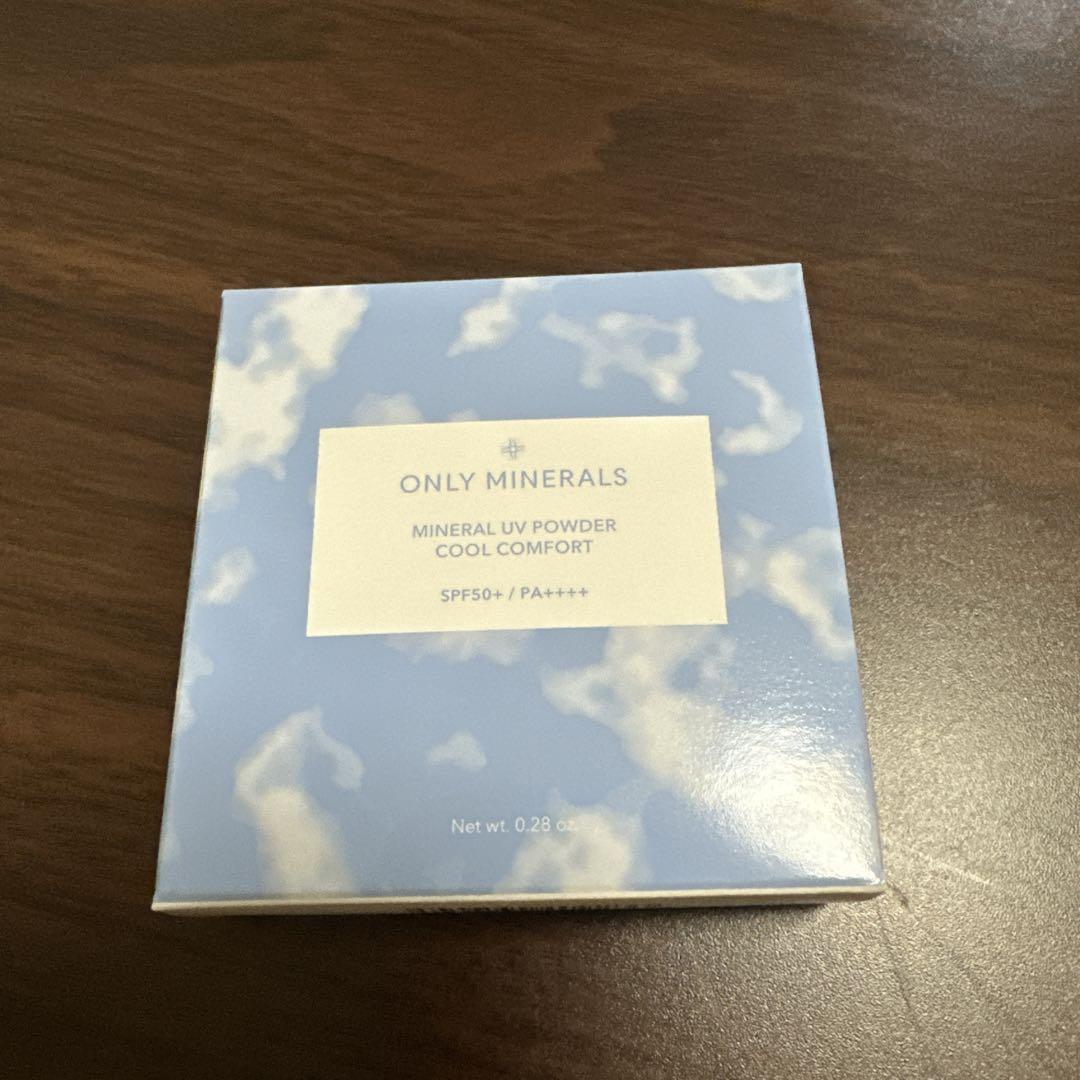 ONLY MINERALS
MINERAL UV POWDER
COOL COMFORT
SPF50+ / PA++++
Net wt. 0.28 oz.